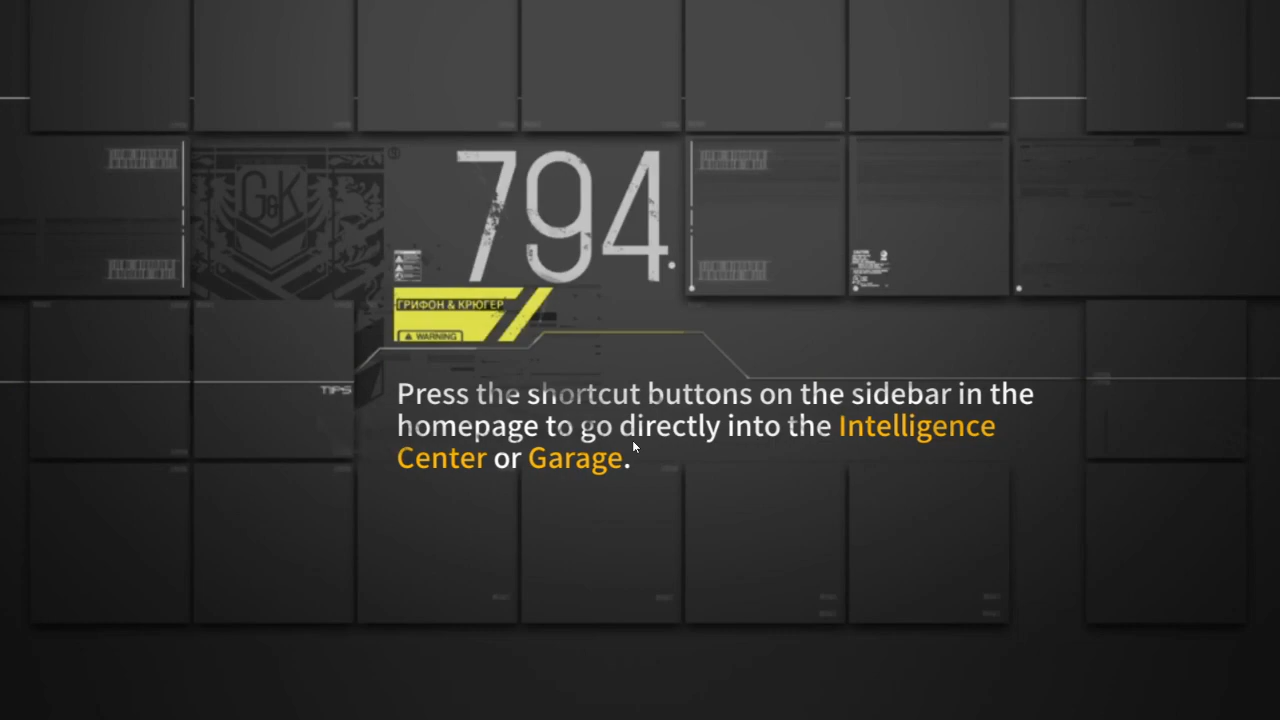 G&K
794.
ГРИФОН & КРЮГЕР
WARNING
TIPS
Press the shortcut buttons on the sidebar in the
homepage to go directly into the Intelligence
Center or Garage.